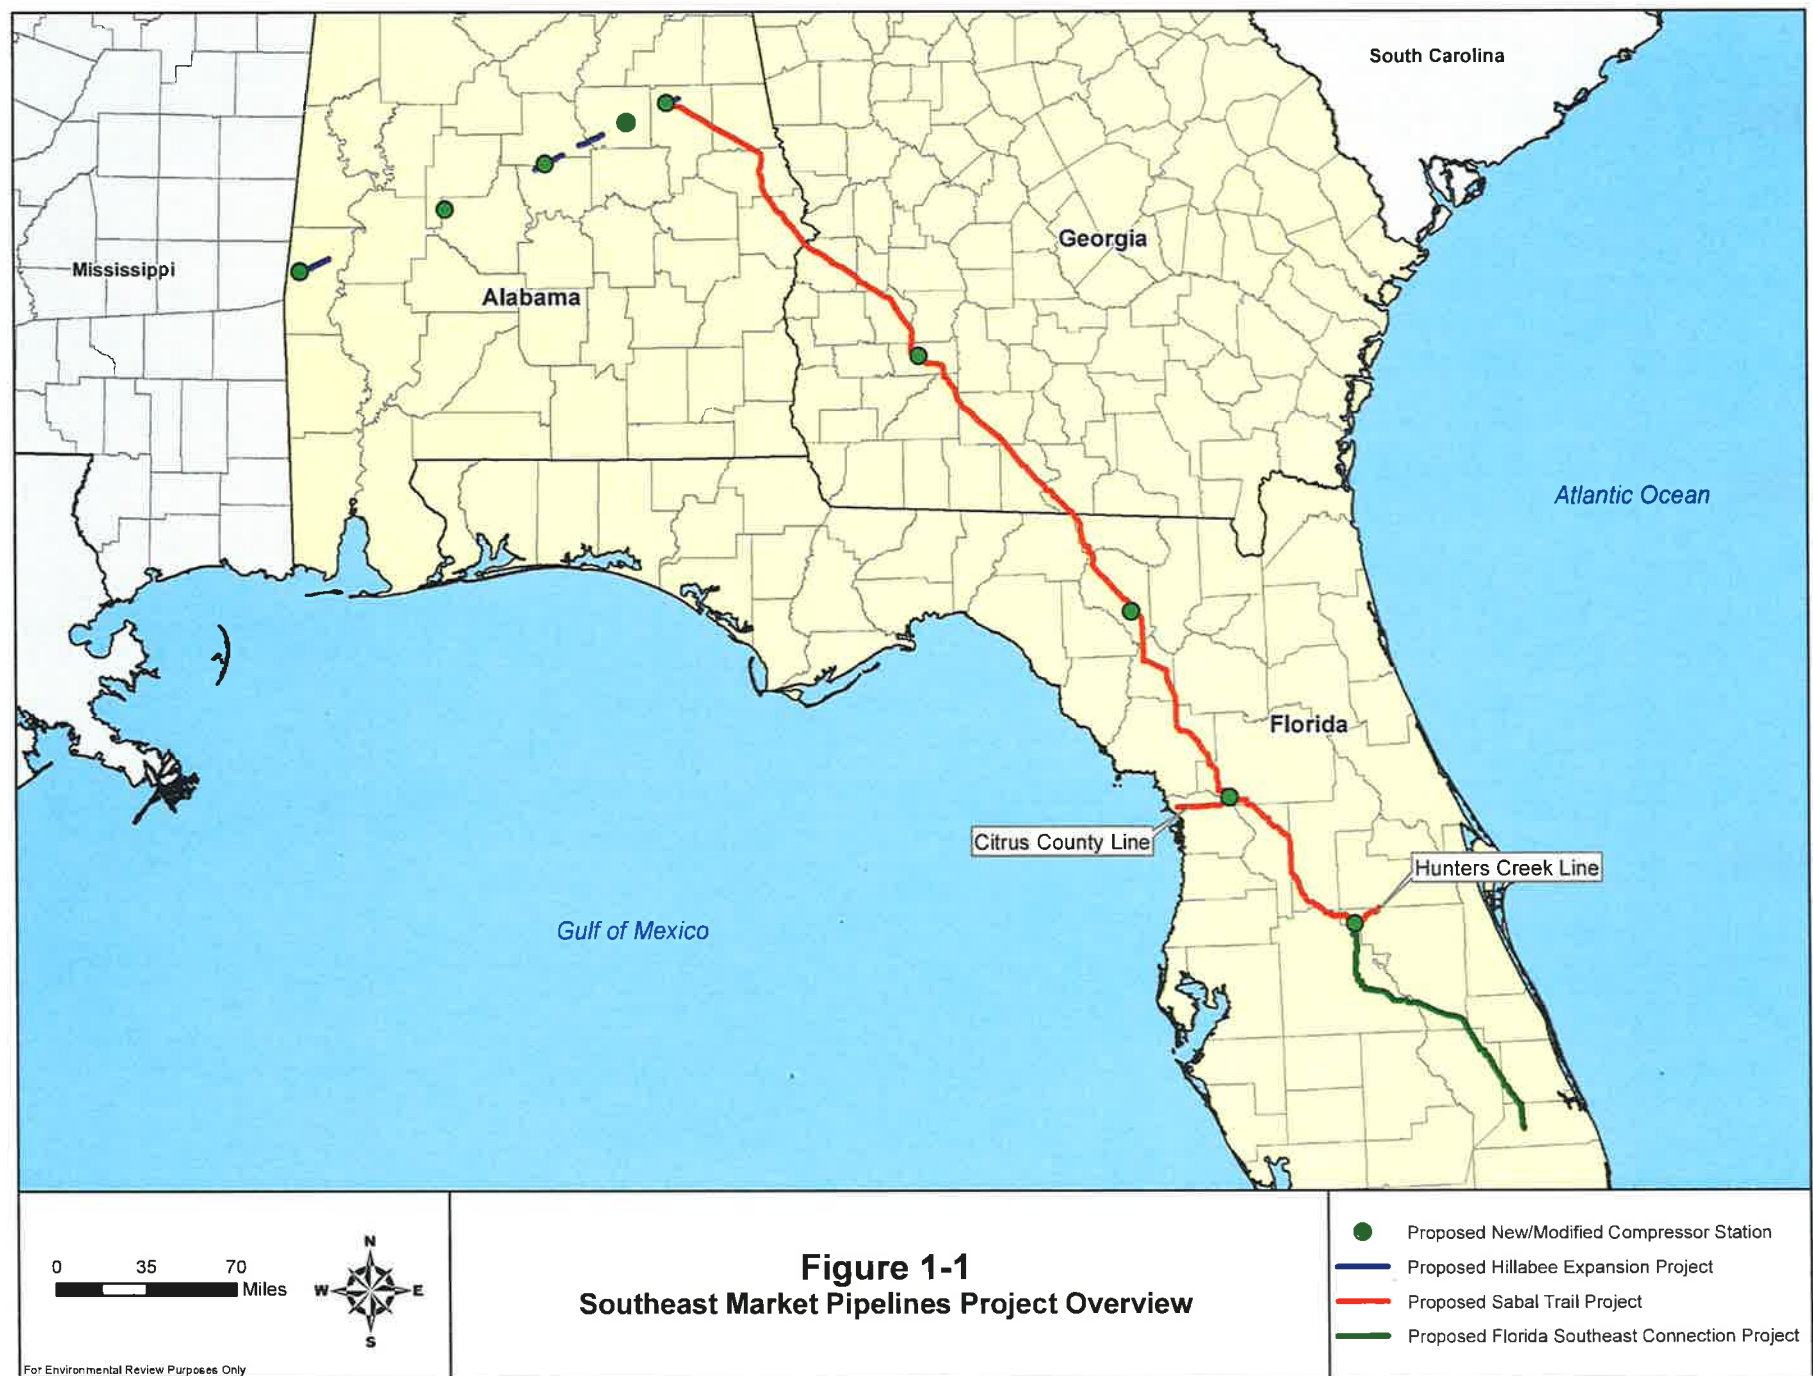 South Carolina
Georgia
Mississippi
Alabama
Atlantic Ocean
Florida
Citrus County Line
Hunters Creek Line
Gulf of Mexico
0 35 70
Miles
N
W E
S
For Environmental Review Purposes Only
Figure 1-1
Southeast Market Pipelines Project Overview
Proposed New/Modified Compressor Station
Proposed Hillabee Expansion Project
Proposed Sabal Trail Project
Proposed Florida Southeast Connection Project